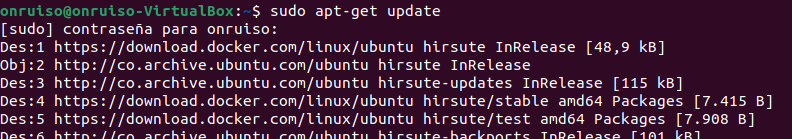 onruiso@onruiso-VirtualBox:~$ sudo apt-get update
[sudo] contraseña para onruiso:
Des:1 https://download.docker.com/linux/ubuntu hirsute InRelease [48,9 kB]
Obj:2 http://co.archive.ubuntu.com/ubuntu hirsute InRelease
Des:3 http://co.archive.ubuntu.com/ubuntu hirsute-updates InRelease [115 kB]
Des:4 https://download.docker.com/linux/ubuntu hirsute/stable amd64 Packages [7.415 B]
Des:5 https://download.docker.com/linux/ubuntu hirsute/test amd64 Packages [7.908 B]
Des:6 http://co.archive.ubuntu.com/ubuntu hirsute-backports InRelease [101 kB]